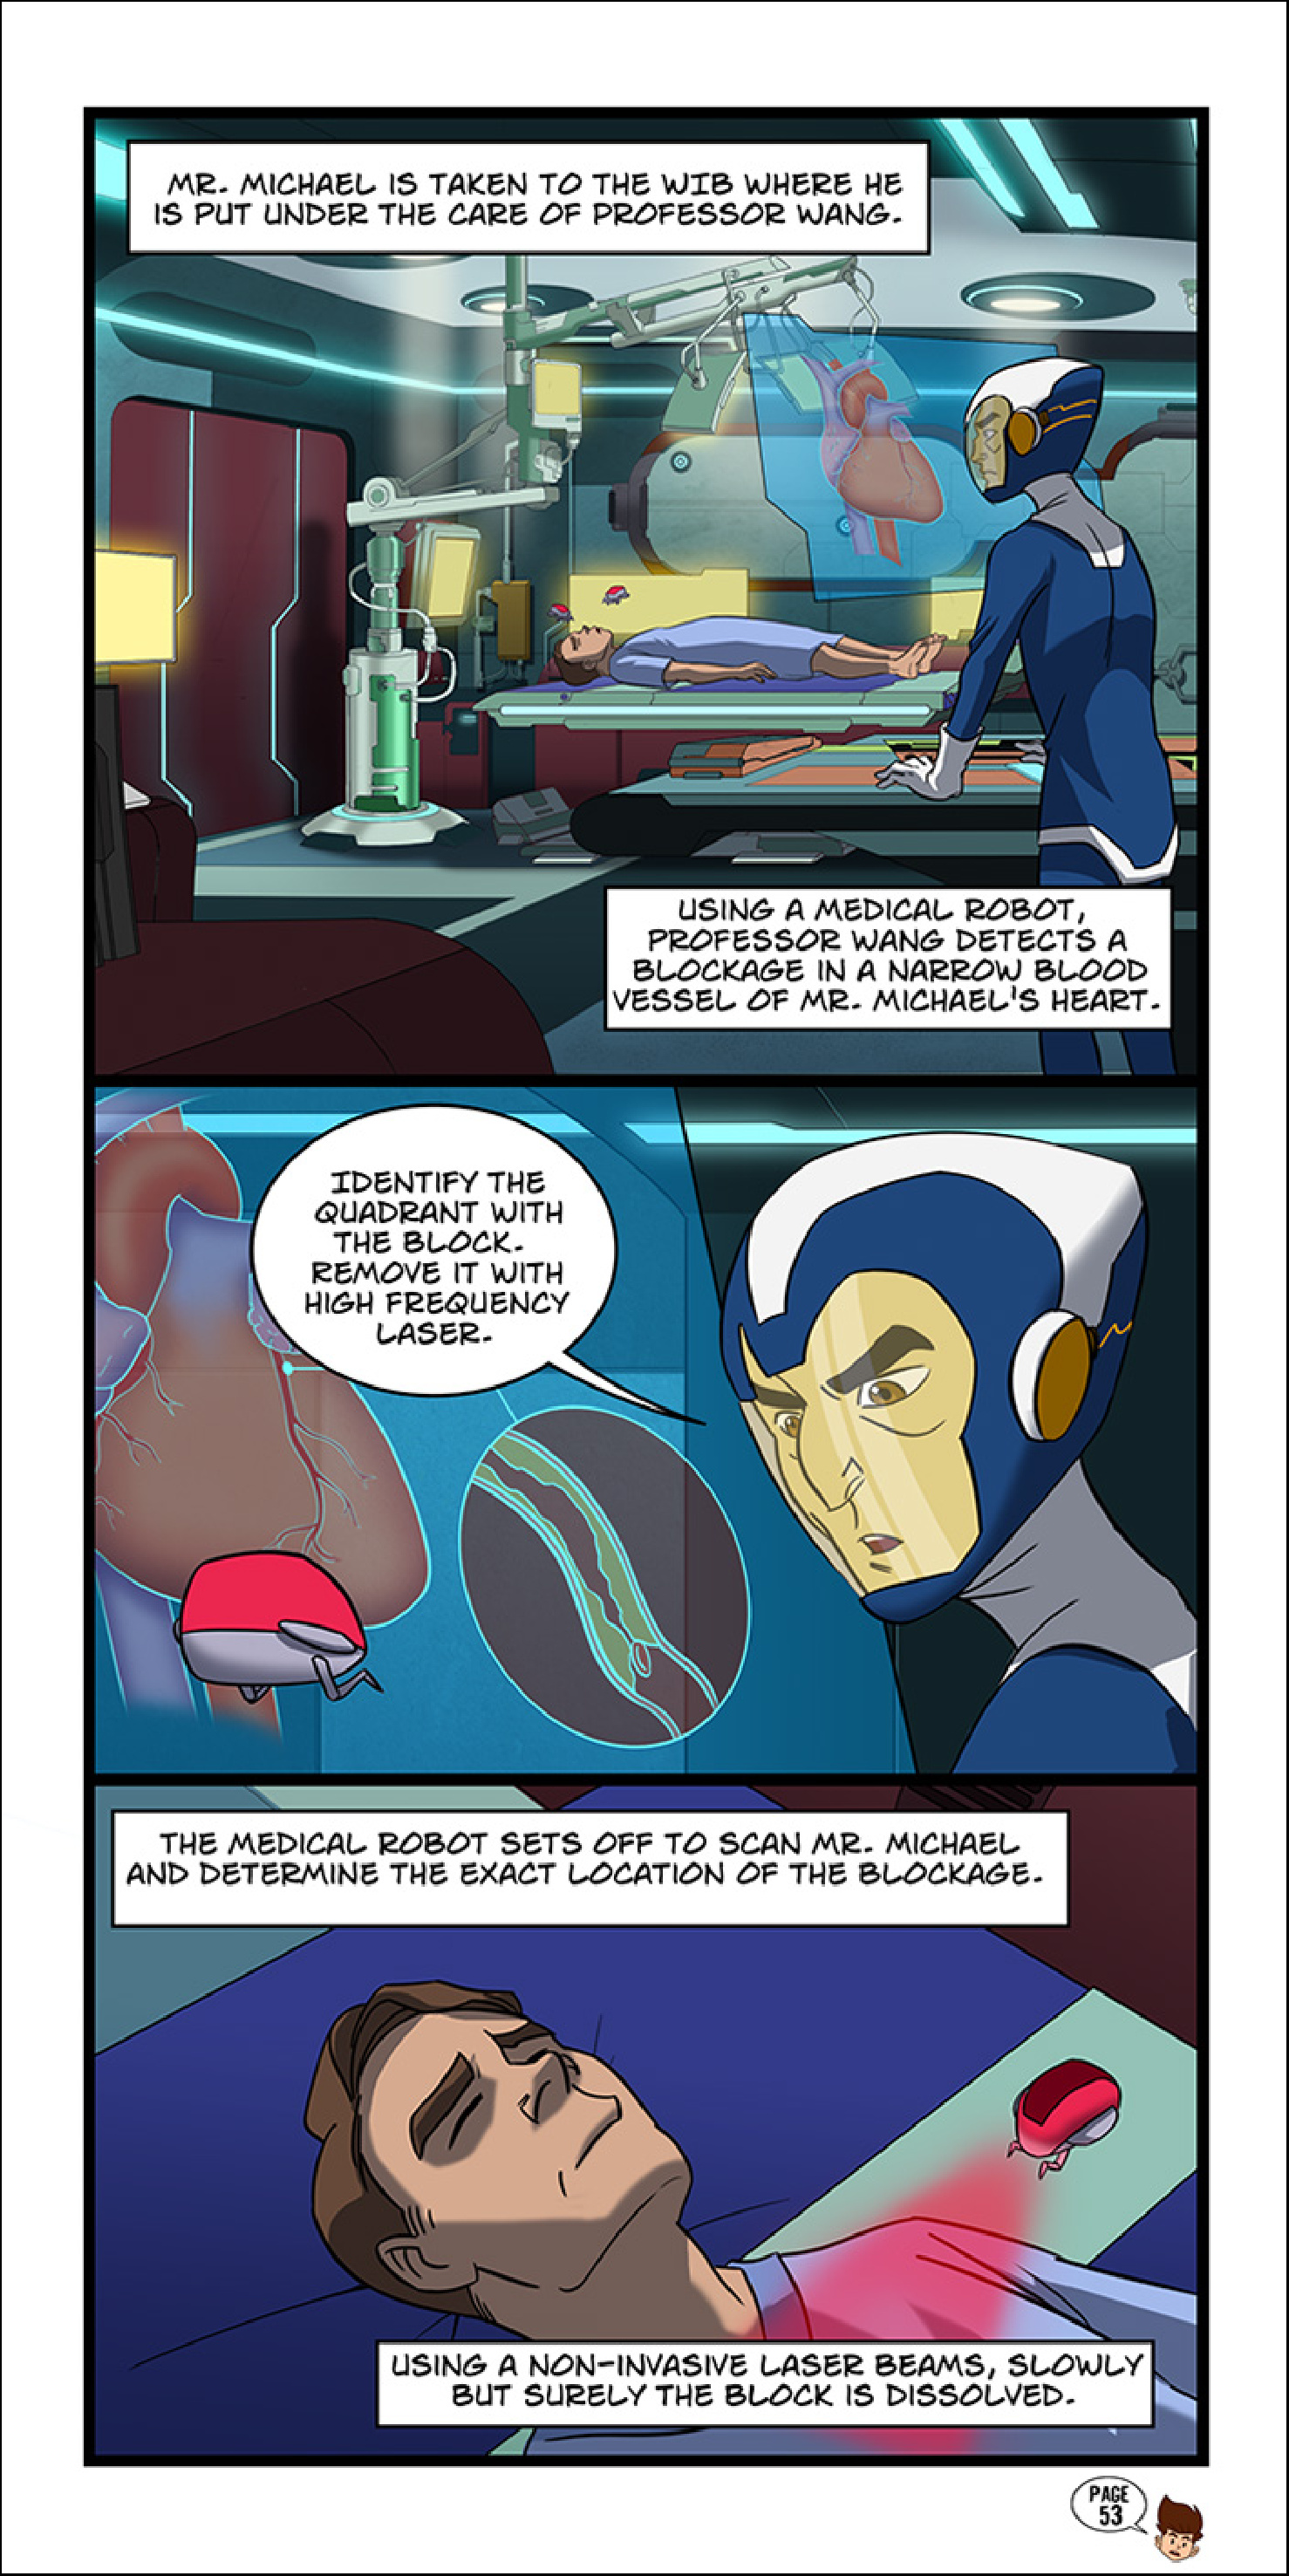 MR. MICHAEL IS TAKEN TO THE WIB WHERE HE
IS PUT UNDER THE CARE OF PROFESSOR WANG.
USING A MEDICAL ROBOT,
PROFESSOR WANG DETECTS A
BLOCKAGE IN A NARROW BLOOD
VESSEL OF MR. MICHAEL'S HEART.
IDENTIFY THE
QUADRANT WITH
THE BLOCK.
REMOVE IT WITH
HIGH FREQUENCY
LASER.
THE MEDICAL ROBOT SETS OFF TO SCAN MR. MICHAEL
AND DETERMINE THE EXACT LOCATION OF THE BLOCKAGE.
USING A NON-INVASIVE LASER BEAMS, SLOWLY
BUT SURELY THE BLOCK IS DISSOLVED.
PAGE
53